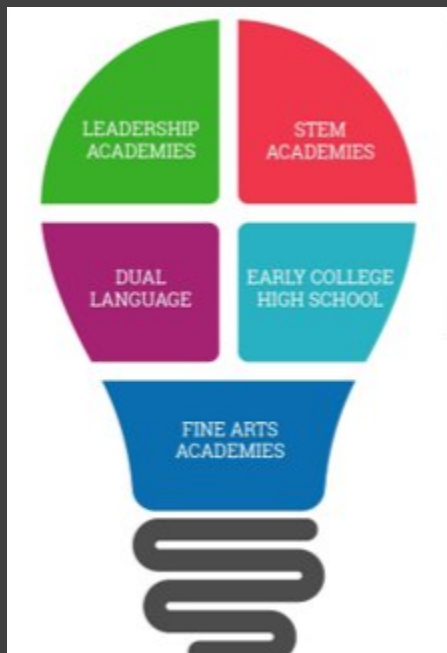 LEADERSHIP
ACADEMIES
STEM
ACADEMIES
DUAL
LANGUAGE
EARLY COLLEGE
HIGH SCHOOL
FINE ARTS
ACADEMIES